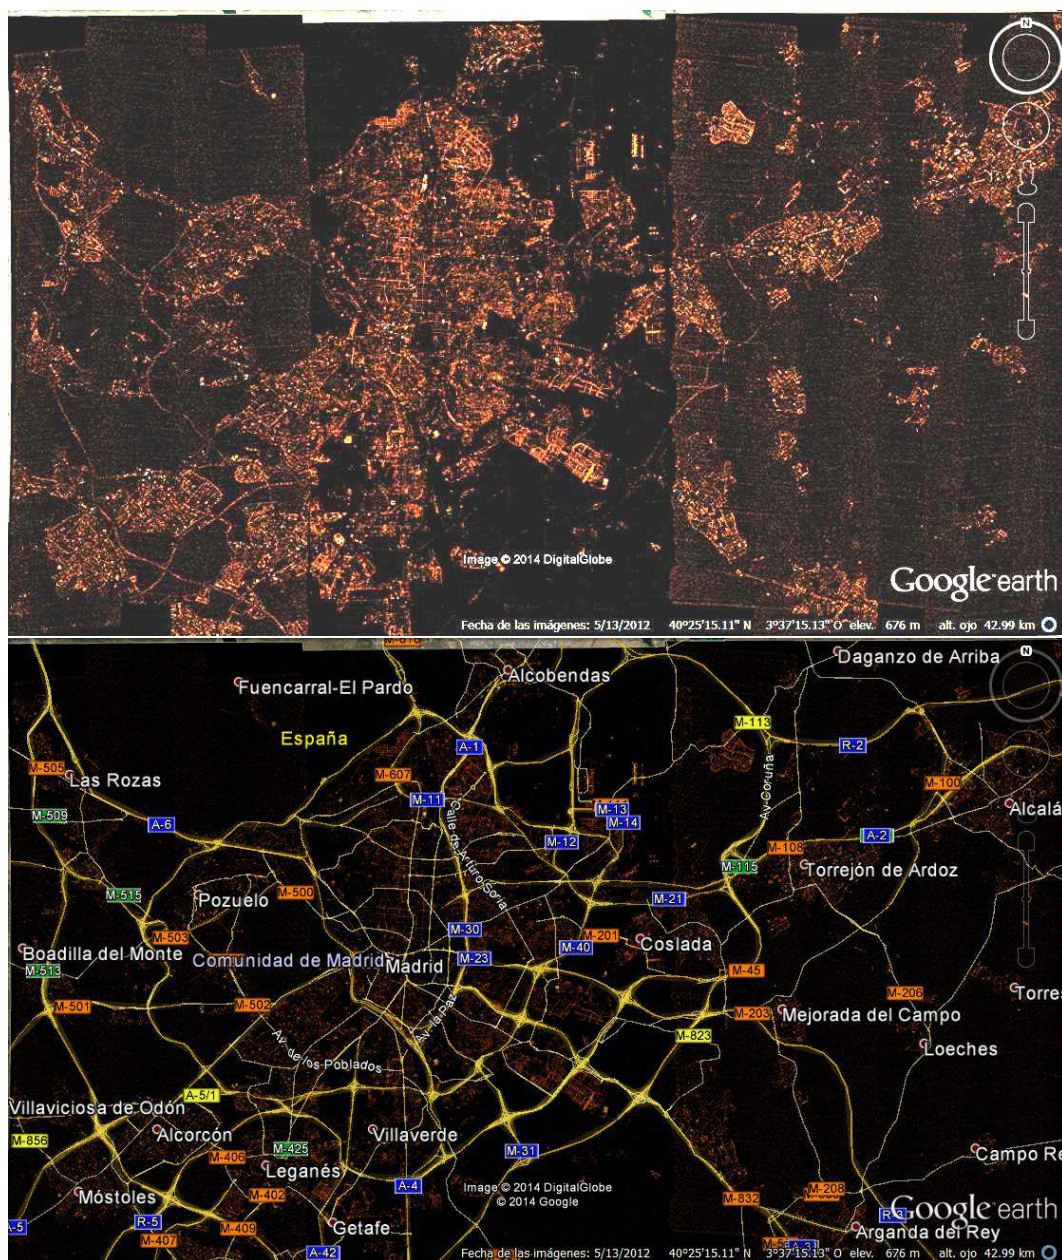 N
Image © 2014 DigitalGlobe
Google earth
Fecha de las imágenes: 5/13/2012 40°25'15.11" N 3°37'15.13" O elev. 676 m alt. ojo 42.99 km
Daganzo de Arriba
N
Alcobendas
Fuencarral-El Pardo
M-113
España
A-1
R-2
M-505
Las Rozas
M-607
Av Coruña
M-100
M-11
M-13
Alcalá
M-509
A-6
Calle de Arturo Soria
M-14
M-12
A-2
M-108
M-115
Torrejón de Ardoz
M-515
Pozuelo
M-500
M-21
M-503
M-30
M-201
Coslada
Boadilla del Monte
Comunidad de Madrid
Madrid
M-23
M-40
M-513
M-45
M-501
M-502
Av. la Paz
M-203
M-206
Torres
Mejorada del Campo
M-823
Av. de los Poblados
Loeches
A-5/1
Villaviciosa de Odón
M-856
Alcorcón
M-425
Villaverde
M-406
M-31
Campo Re
Leganés
Móstoles
M-402
A-4
Image © 2014 DigitalGlobe
© 2014 Google
M-832
M-208
Google earth
A-5
R-5
M-409
Getafe
R-3
Arganda del Rey
M-407
A-42
A-3
Fecha de las imágenes: 5/13/2012 40°25'15.11" N 3°37'15.13" O elev. 676 m alt. ojo 42.99 km